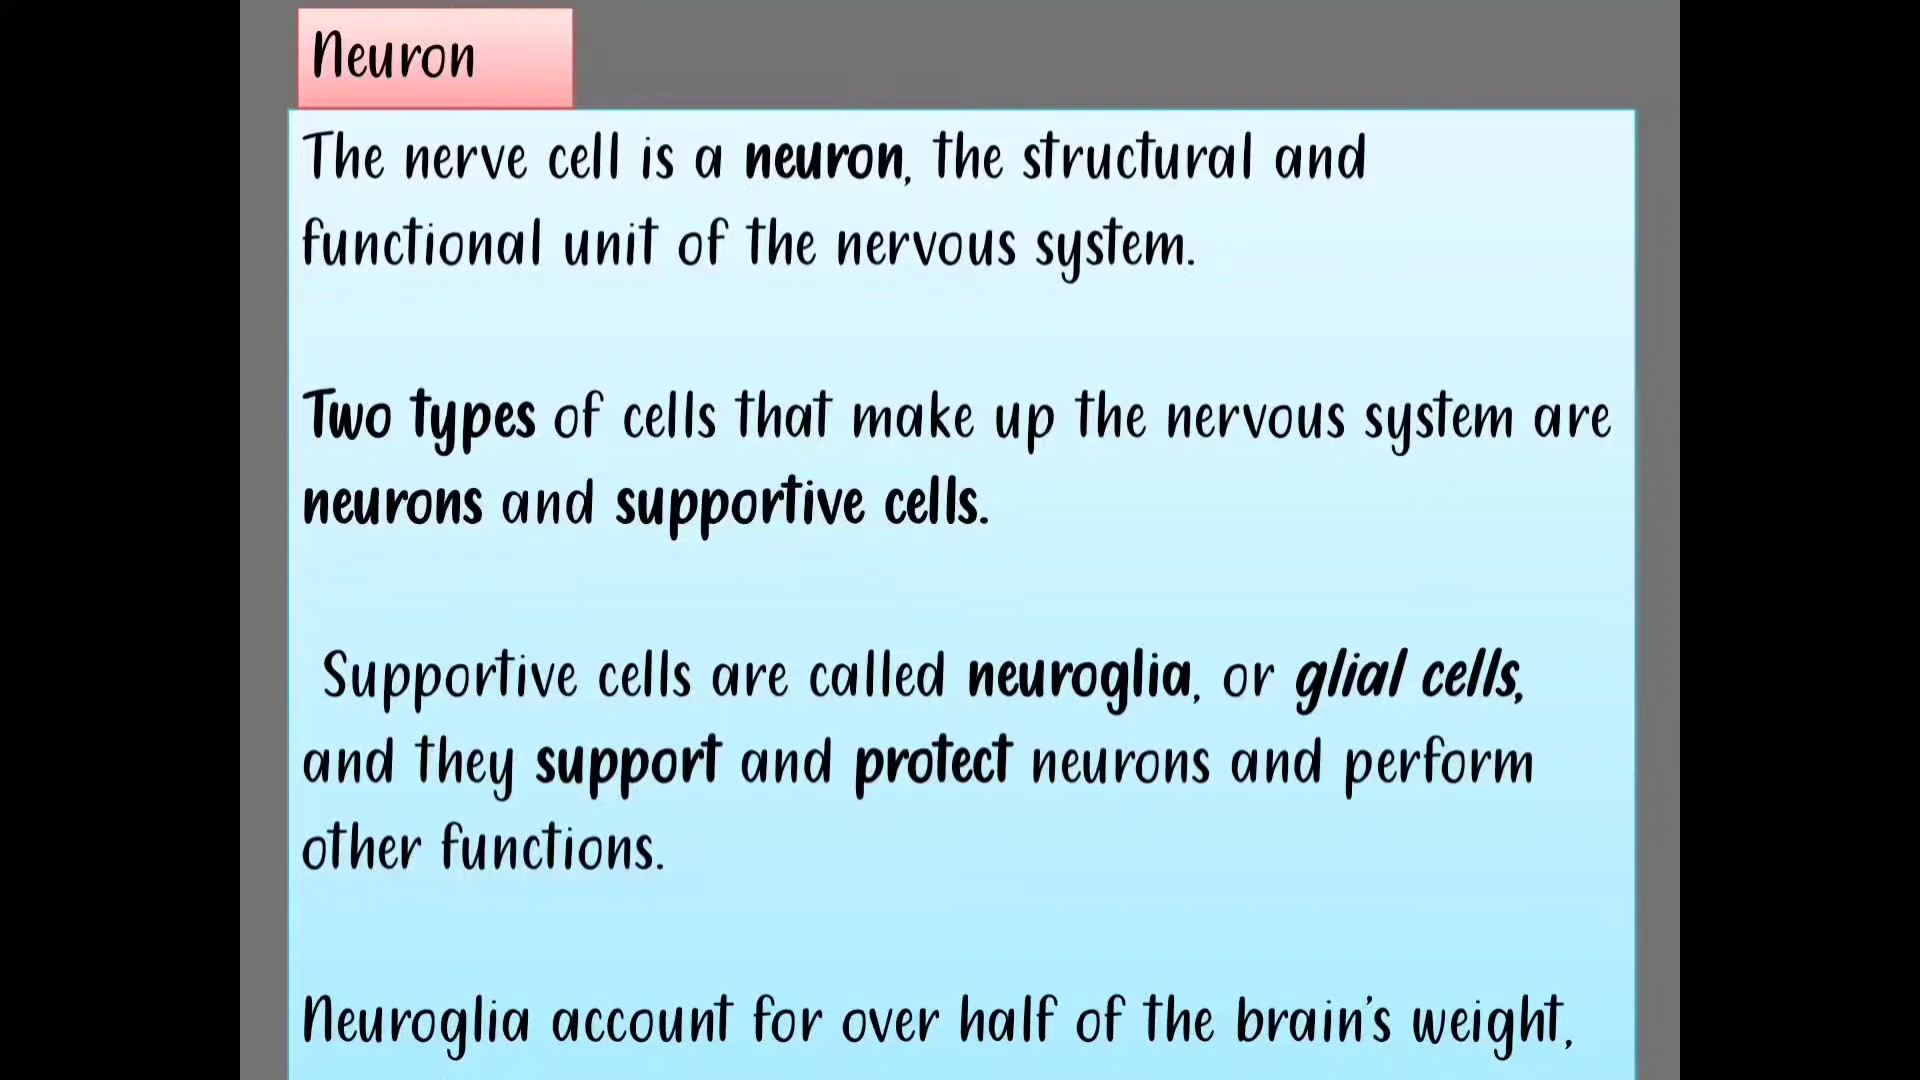 Neuron
The nerve cell is a neuron, the structural and
functional unit of the nervous system.
Two types of cells that make up the nervous system are
neurons and supportive cells.
Supportive cells are called neuroglia, or glial cells,
and they support and protect neurons and perform
other functions.
Neuroglia account for over half of the brain's weight,